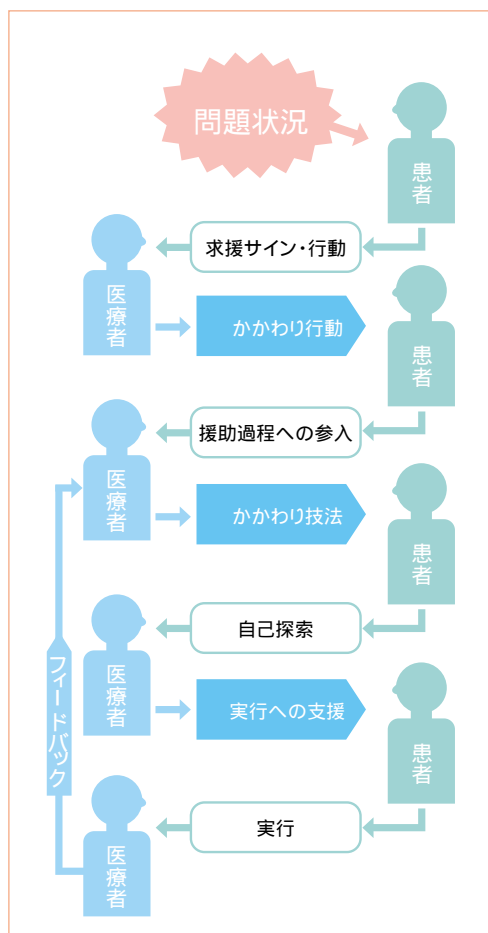 問題状況
患者
求援サイン・行動
医療者
かかわり行動
患者
援助過程への参入
医療者
かかわり技法
患者
自己探索
医療者
実行への支援
患者
フィードバック
実行
医療者